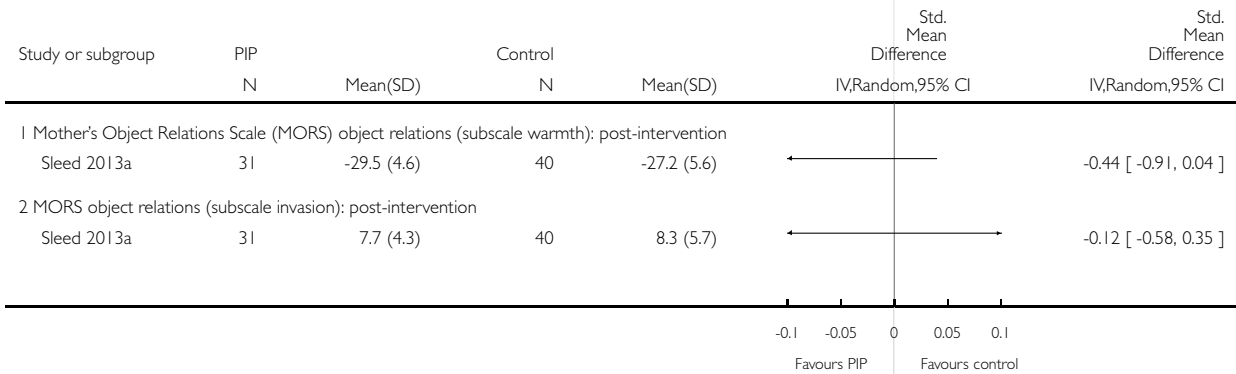 Study or subgroup PIP Control Std. Mean Difference Std. Mean Difference
N Mean(SD) N Mean(SD) IV,Random,95% CI IV,Random,95% CI
1 Mother's Object Relations Scale (MORS) object relations (subscale warmth): post-intervention
Sleed 2013a 31 -29.5 (4.6) 40 -27.2 (5.6) -0.44 [ -0.91, 0.04 ]
2 MORS object relations (subscale invasion): post-intervention
Sleed 2013a 31 7.7 (4.3) 40 8.3 (5.7) -0.12 [ -0.58, 0.35 ]
-0.1 -0.05 0 0.05 0.1
Favours PIP Favours control